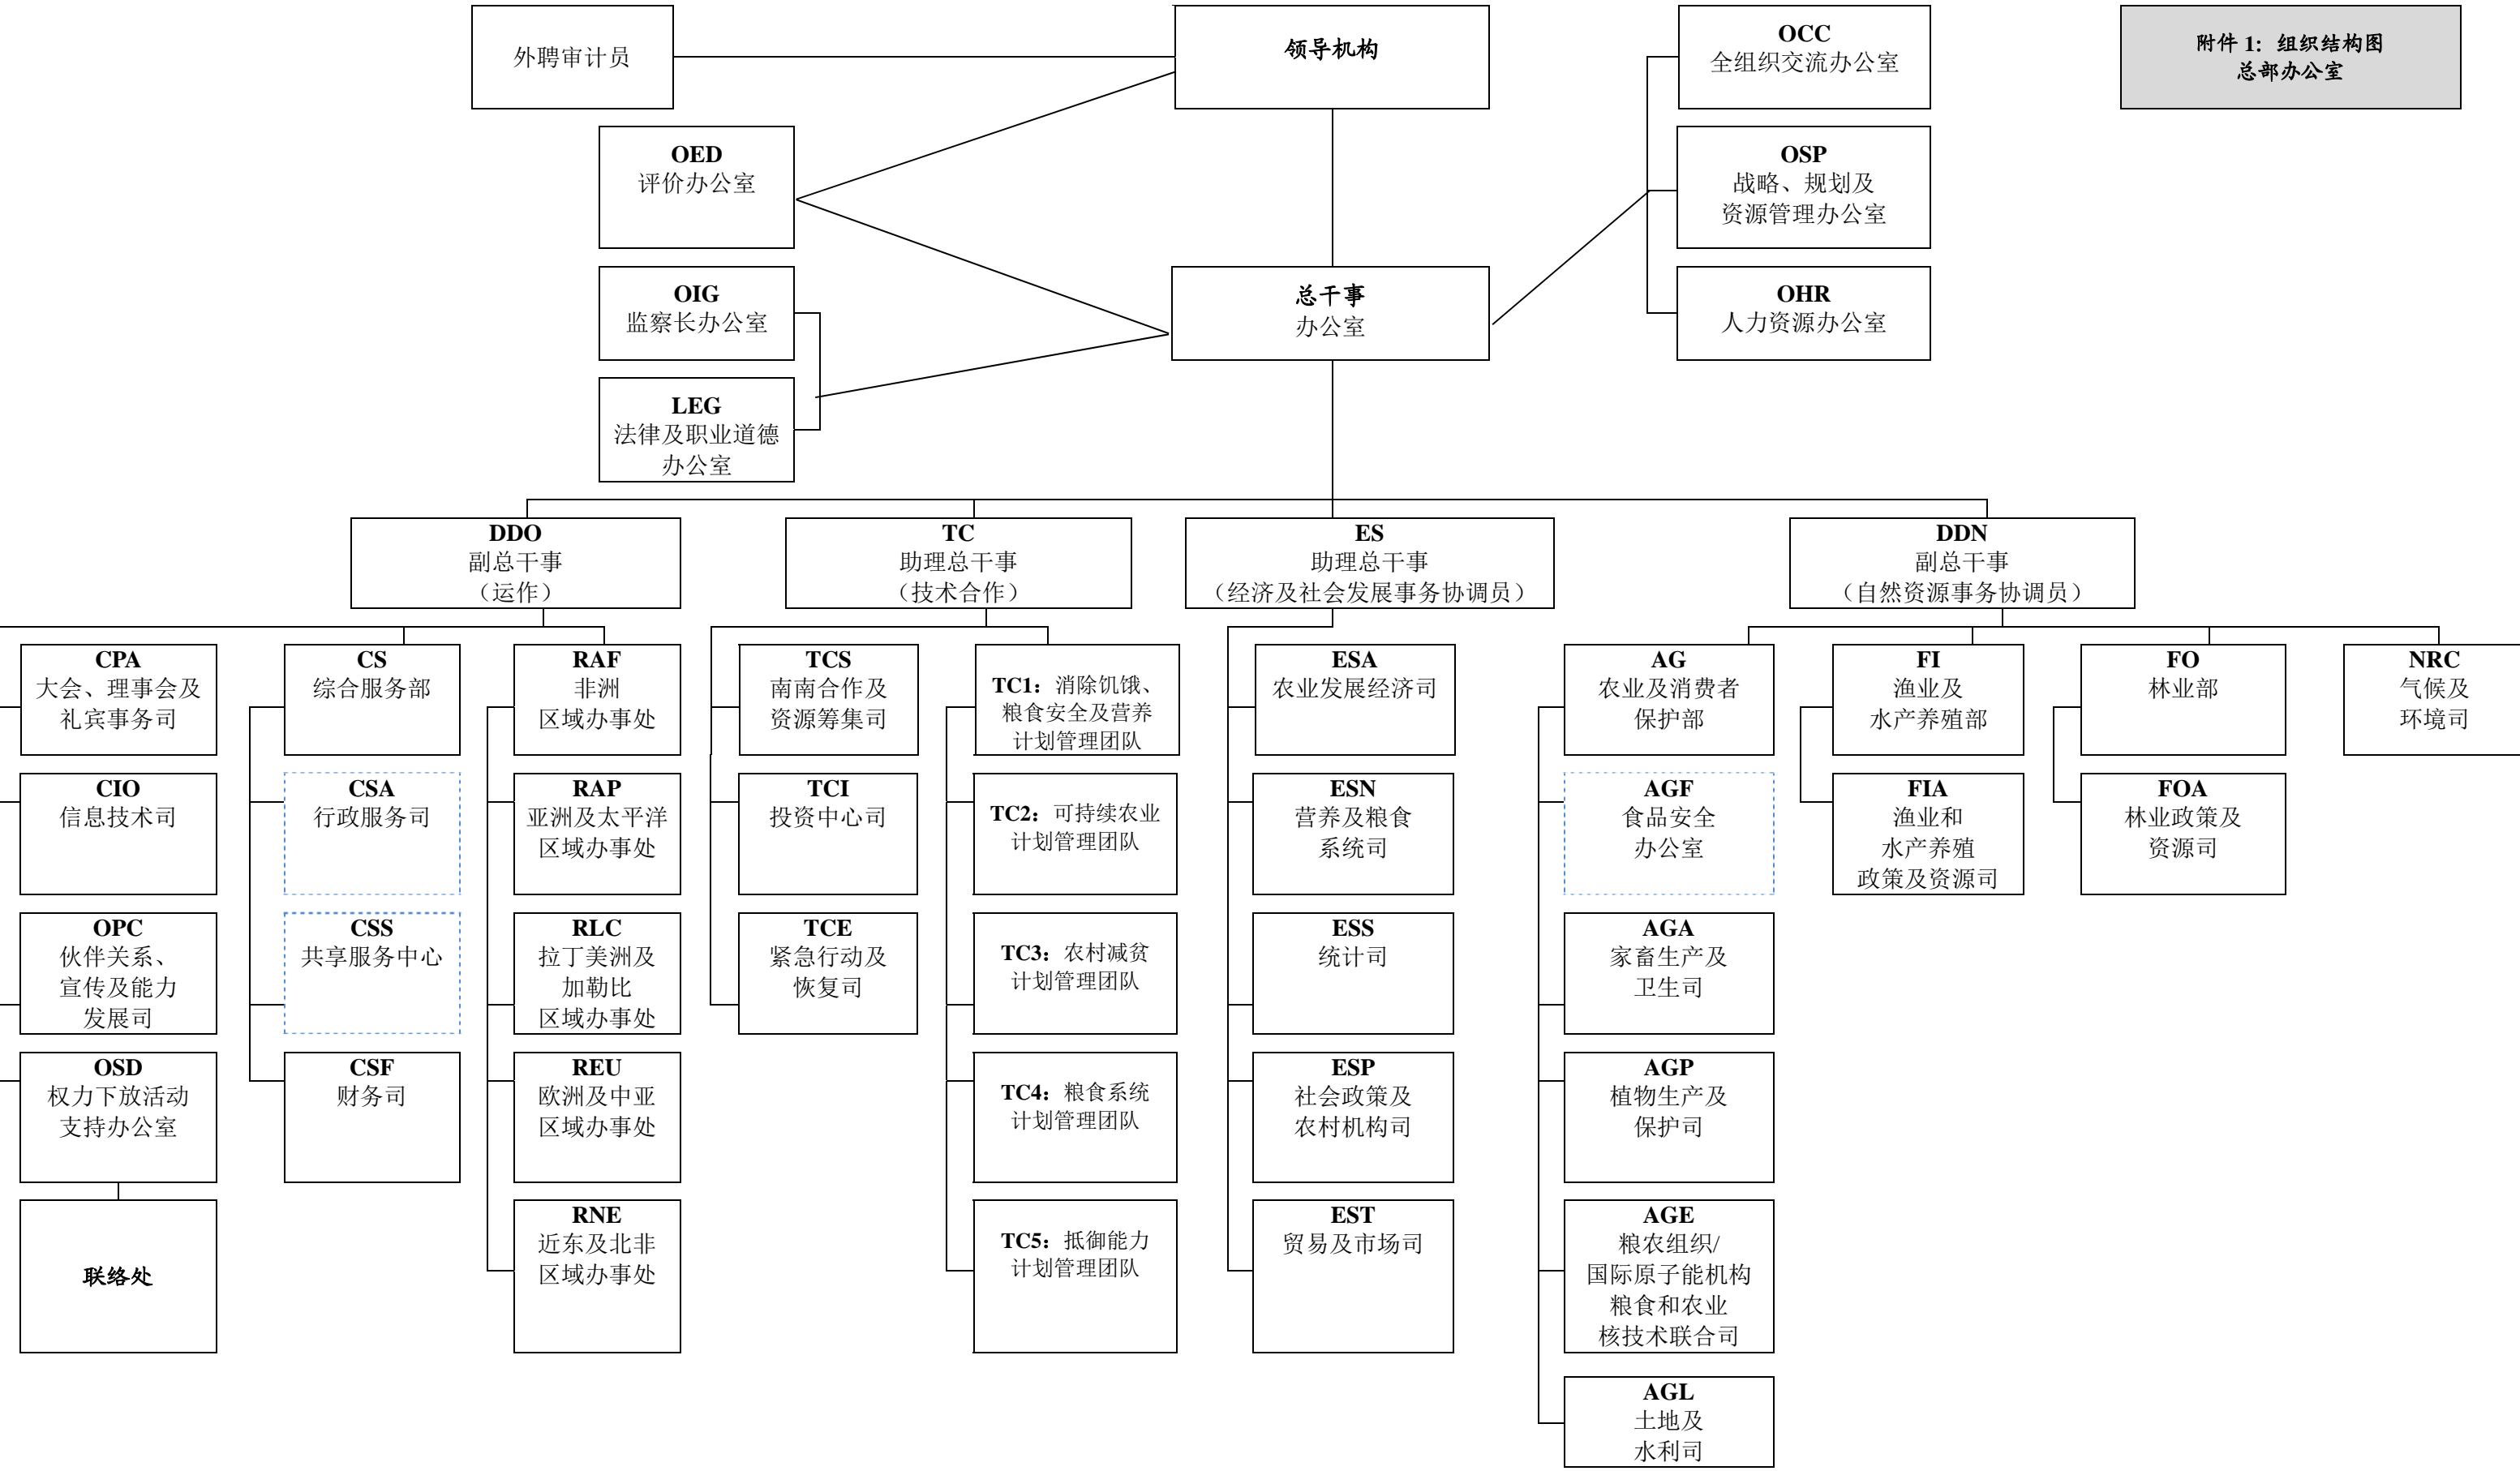 外聘审计员
领导机构
OCC
全组织交流办公室
附件 1：组织结构图
总部办公室
OED
评价办公室
OSP
战略、规划及
资源管理办公室
OIG
监察长办公室
总干事
办公室
OHR
人力资源办公室
LEG
法律及职业道德
办公室
DDO
副总干事
（运作）
TC
助理总干事
（技术合作）
ES
助理总干事
（经济及社会发展事务协调员）
DDN
副总干事
（自然资源事务协调员）
CPA
大会、理事会及
礼宾事务司
CS
综合服务部
RAF
非洲
区域办事处
TCS
南南合作及
资源筹集司
TC1：消除饥饿、
粮食安全及营养
计划管理团队
ESA
农业发展经济司
AG
农业及消费者
保护部
FI
渔业及
水产养殖部
FO
林业部
NRC
气候及
环境司
CIO
信息技术司
CSA
行政服务司
RAP
亚洲及太平洋
区域办事处
TCI
投资中心司
TC2：可持续农业
计划管理团队
ESN
营养及粮食
系统司
AGF
食品安全
办公室
FIA
渔业和
水产养殖
政策及资源司
FOA
林业政策及
资源司
OPC
伙伴关系、
宣传及能力
发展司
CSS
共享服务中心
RLC
拉丁美洲及
加勒比
区域办事处
TCE
紧急行动及
恢复司
TC3：农村减贫
计划管理团队
ESS
统计司
AGA
家畜生产及
卫生司
OSD
权力下放活动
支持办公室
CSF
财务司
REU
欧洲及中亚
区域办事处
TC4：粮食系统
计划管理团队
ESP
社会政策及
农村机构司
AGP
植物生产及
保护司
联络处
RNE
近东及北非
区域办事处
TC5：抵御能力
计划管理团队
EST
贸易及市场司
AGE
粮农组织/
国际原子能机构
粮食和农业
核技术联合司
AGL
土地及
水利司